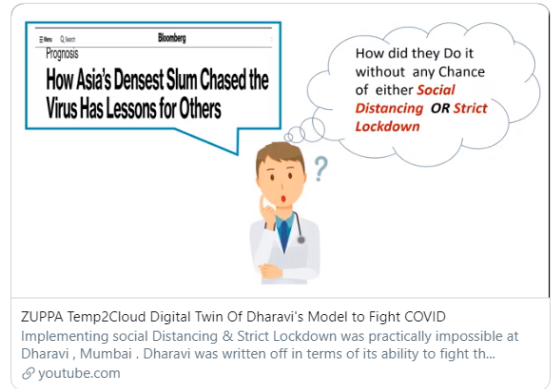 Menu Search Bloomberg
Prognosis
How Asia's Densest Slum Chased the
Virus Has Lessons for Others
How did they Do it
without any Chance
of either Social
Distancing OR Strict
Lockdown
?
ZUPPA Temp2Cloud Digital Twin Of Dharavi's Model to Fight COVID
Implementing social Distancing & Strict Lockdown was practically impossible at
Dharavi , Mumbai . Dharavi was written off in terms of its ability to fight th...
youtube.com